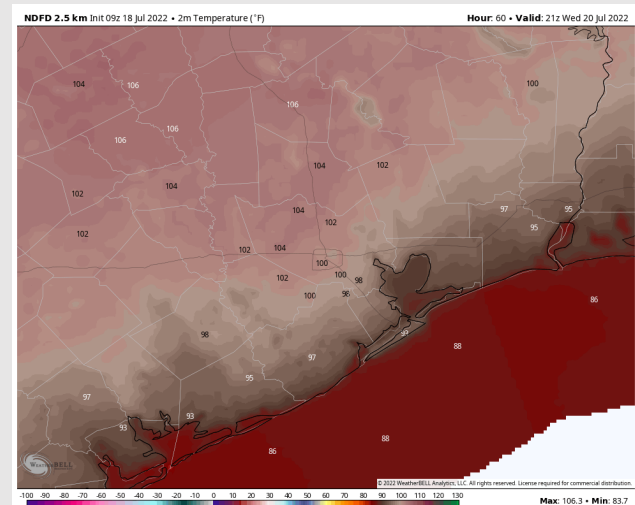 NDFD 2.5 km Init 09z 18 Jul 2022 • 2m Temperature (°F) Hour: 60 • Valid: 21z Wed 20 Jul 2022
100
104 106
106
106 106
104 102
102 104
104 97 95
102 102 95
102 104
100
102 100 98
100 98 86
98 88
97
95
97
93 93
86 88
WeatherBELL
© 2022 WeatherBELL Analytics, LLC. All rights reserved. License required for commercial distribution.
-100 -90 -80 -70 -60 -50 -40 -30 -20 -10 0 10 20 30 40 50 60 70 80 90 100 110 120 130
Max: 106.3 • Min: 83.7